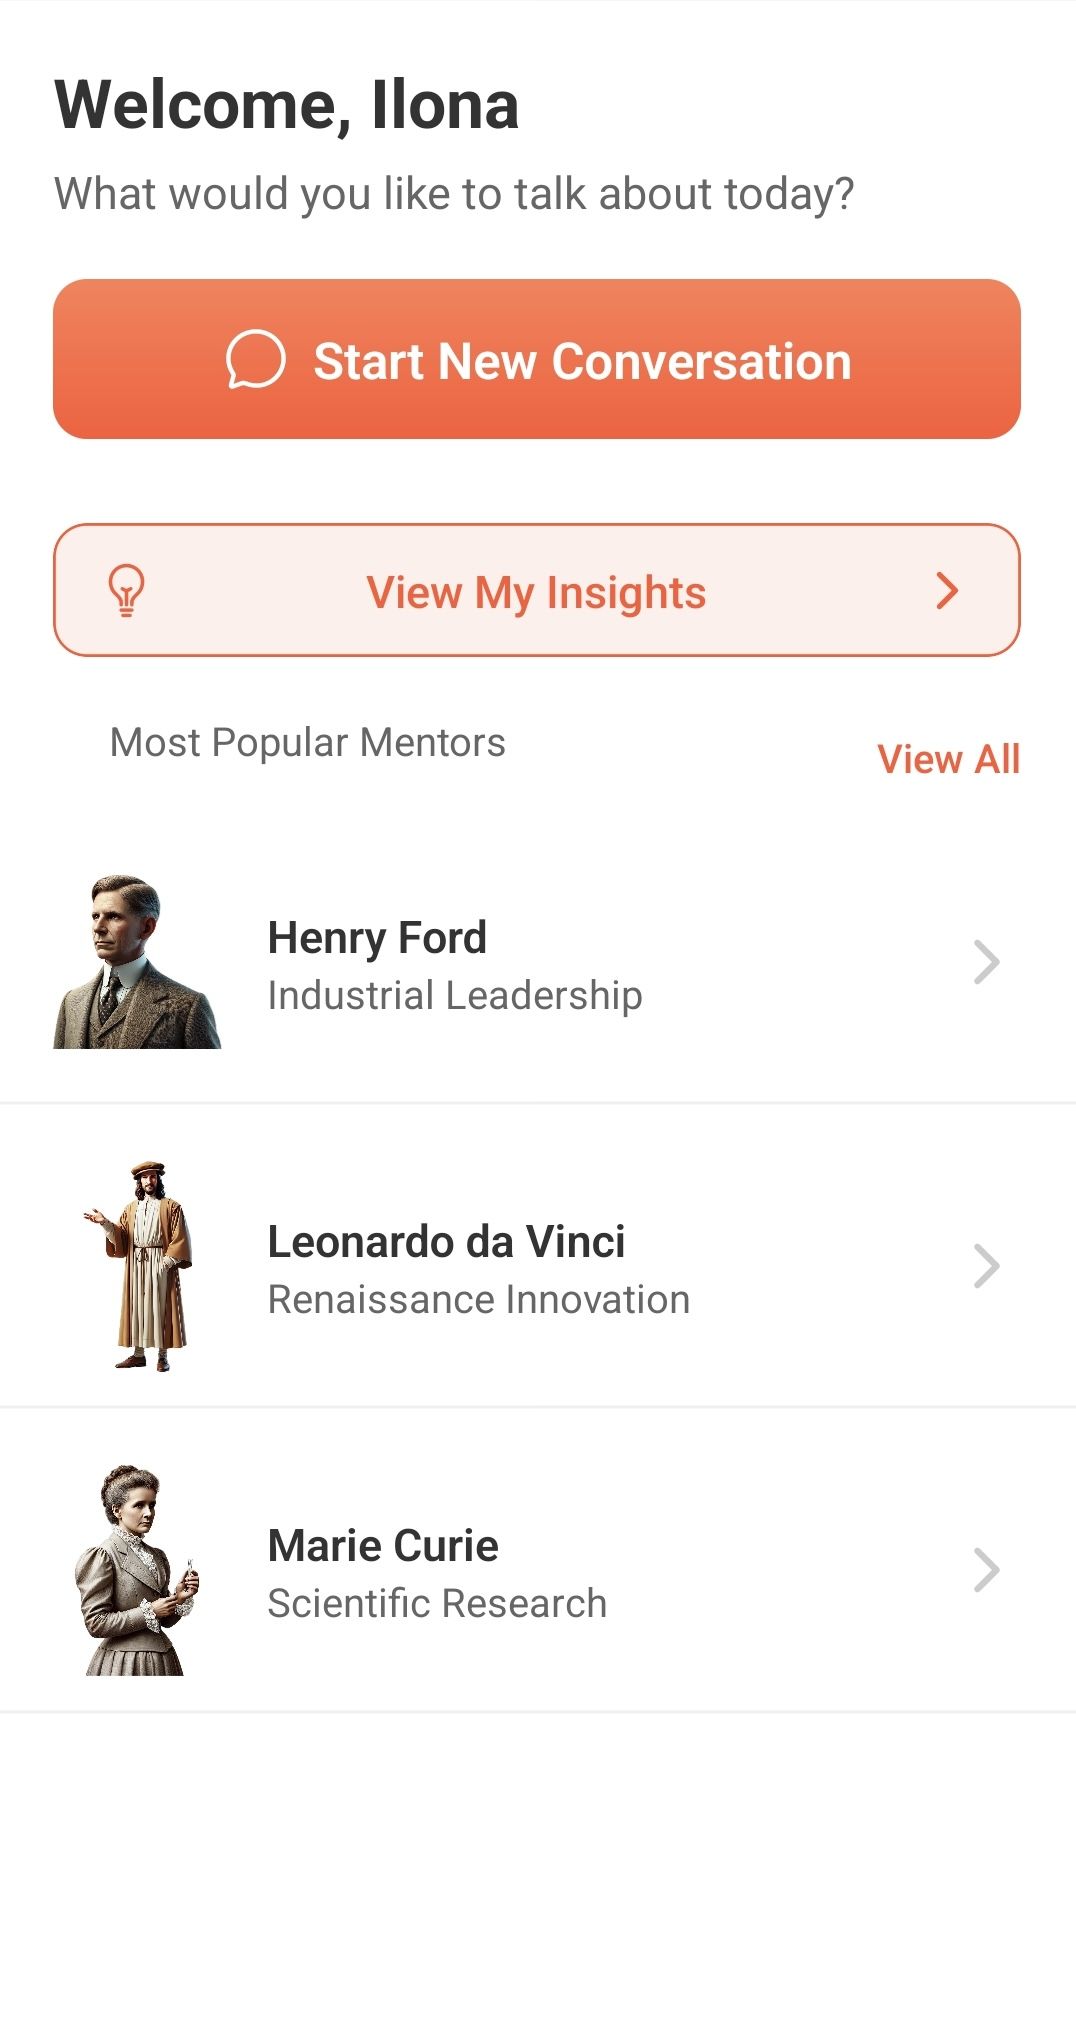 Welcome, Ilona
What would you like to talk about today?
Start New Conversation
View My Insights
Most Popular Mentors
View All
Henry Ford
Industrial Leadership
Leonardo da Vinci
Renaissance Innovation
Marie Curie
Scientific Research